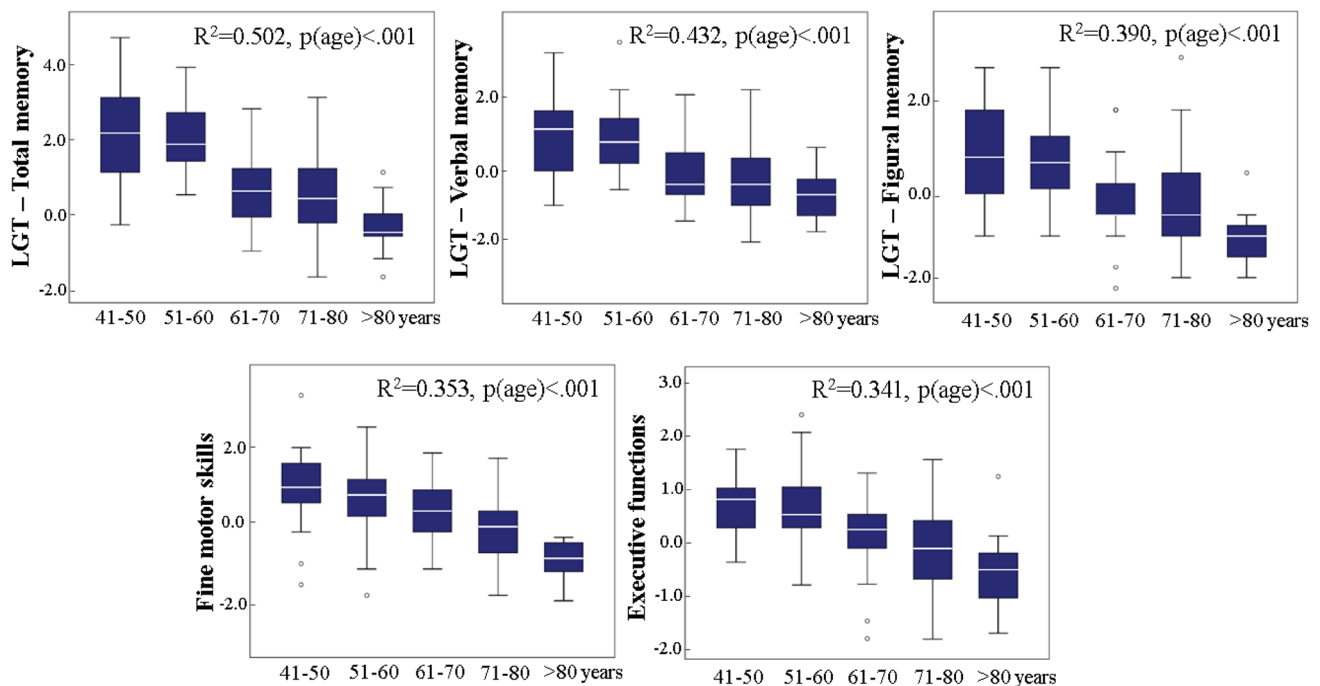 R²=0.502, p(age)<.001
LGT – Total memory
4.0
2.0
0.0
-2.0
41-50 51-60 61-70 71-80 >80 years
R²=0.432, p(age)<.001
LGT – Verbal memory
2.0
0.0
-2.0
41-50 51-60 61-70 71-80 >80 years
R²=0.390, p(age)<.001
LGT – Figural memory
2.0
0.0
-2.0
41-50 51-60 61-70 71-80 >80 years
R²=0.353, p(age)<.001
Fine motor skills
2.0
0.0
-2.0
41-50 51-60 61-70 71-80 >80 years
R²=0.341, p(age)<.001
Executive functions
3.0
2.0
1.0
0.0
-1.0
-2.0
41-50 51-60 61-70 71-80 >80 years